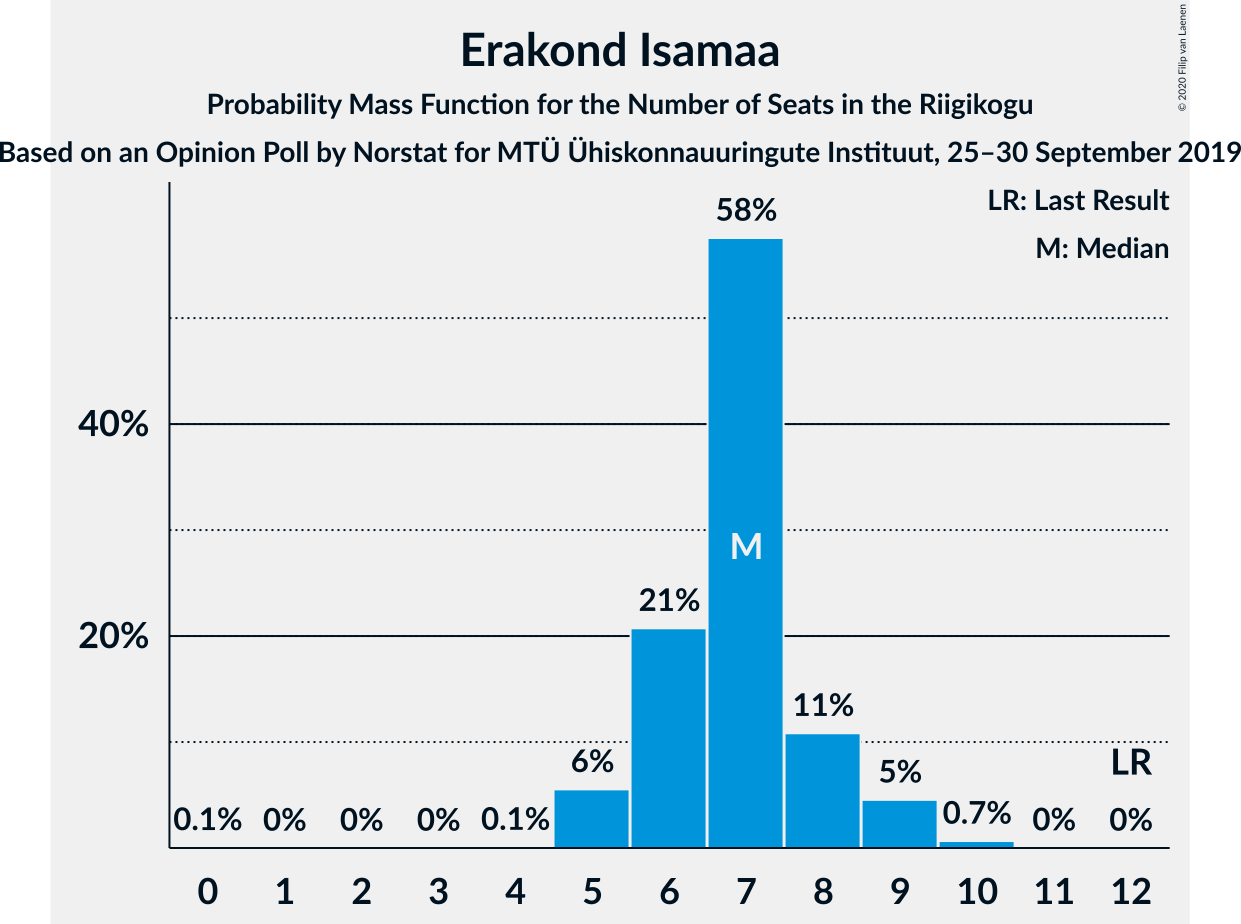 Erakond Isamaa
Probability Mass Function for the Number of Seats in the Riigikogu
Based on an Opinion Poll by Norstat for MTÜ Ühiskonnauuringute Instituut, 25–30 September 2019
© 2020 Filip van Laenen
LR: Last Result
M: Median
58%
40%
M
21%
20%
11%
6%
5%
LR
0.1% 0% 0% 0% 0.1% 0.7% 0% 0%
0 1 2 3 4 5 6 7 8 9 10 11 12